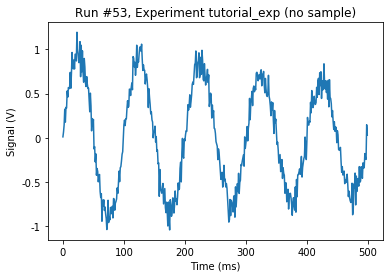 Run #53, Experiment tutorial_exp (no sample)
Signal (V)
1
0.5
0
-0.5
-1
0 100 200 300 400 500
Time (ms)